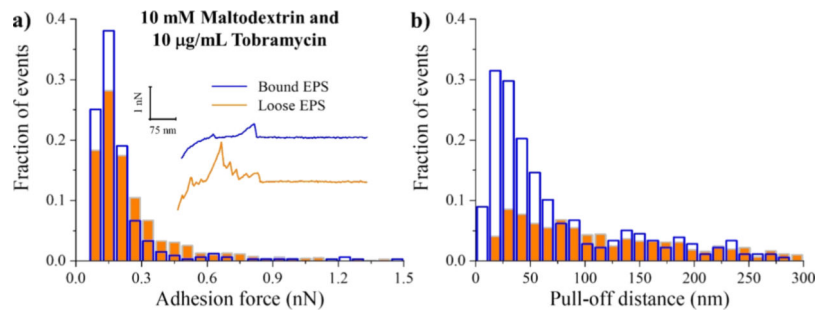 a)
10 mM Maltodextrin and
10 µg/mL Tobramycin
Bound EPS
Loose EPS
1 nN
75 nm
Fraction of events
0.4
0.3
0.2
0.1
0.0
0.0 0.3 0.6 0.9 1.2 1.5
Adhesion force (nN)
b)
Fraction of events
0.4
0.3
0.2
0.1
0.0
0 50 100 150 200 250 300
Pull-off distance (nm)